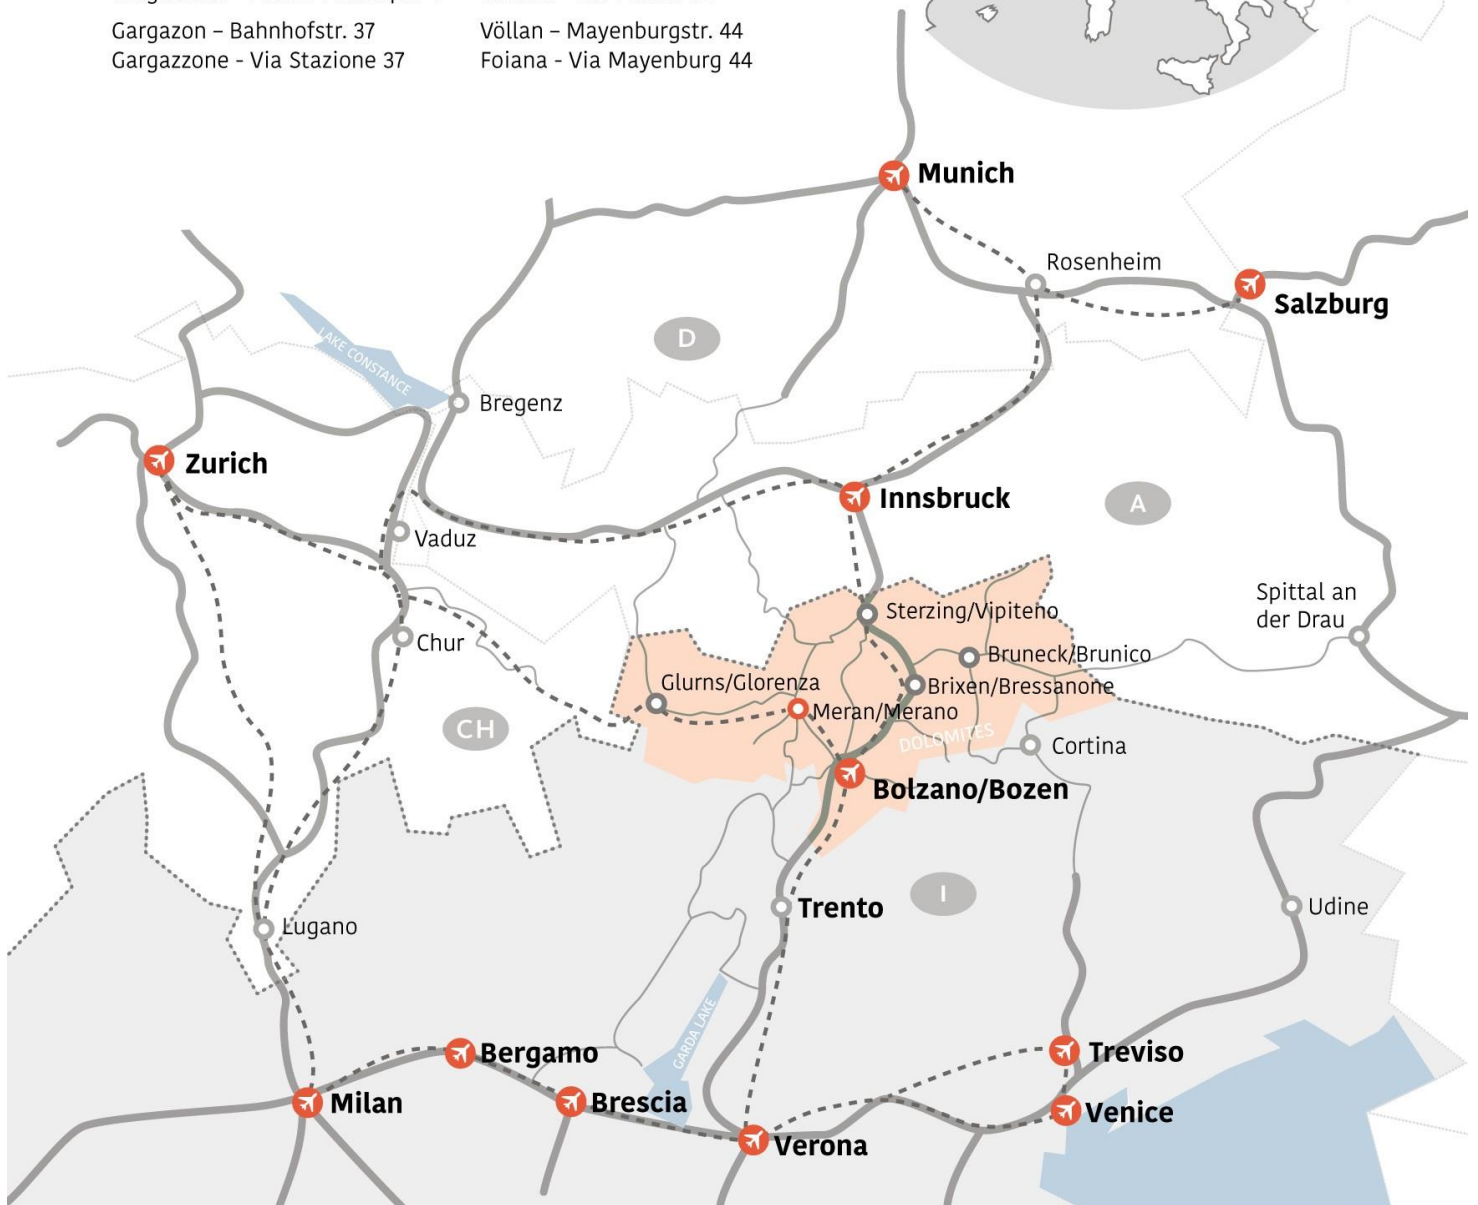 Gargazon – Bahnhofstr. 37
Gargazzone - Via Stazione 37
Völlan – Mayenburgstr. 44
Foiana - Via Mayenburg 44
Munich
Rosenheim
Salzburg
D
LAKE CONSTANCE
Bregenz
Zurich
Innsbruck
A
Vaduz
Spittal an
der Drau
Sterzing/Vipiteno
Chur
Bruneck/Brunico
Glurns/Glorenza
Brixen/Bressanone
Meran/Merano
CH
DOLOMITES
Cortina
Bolzano/Bozen
I
Trento
Udine
Lugano
GARDA LAKE
Bergamo
Treviso
Milan
Brescia
Venice
Verona